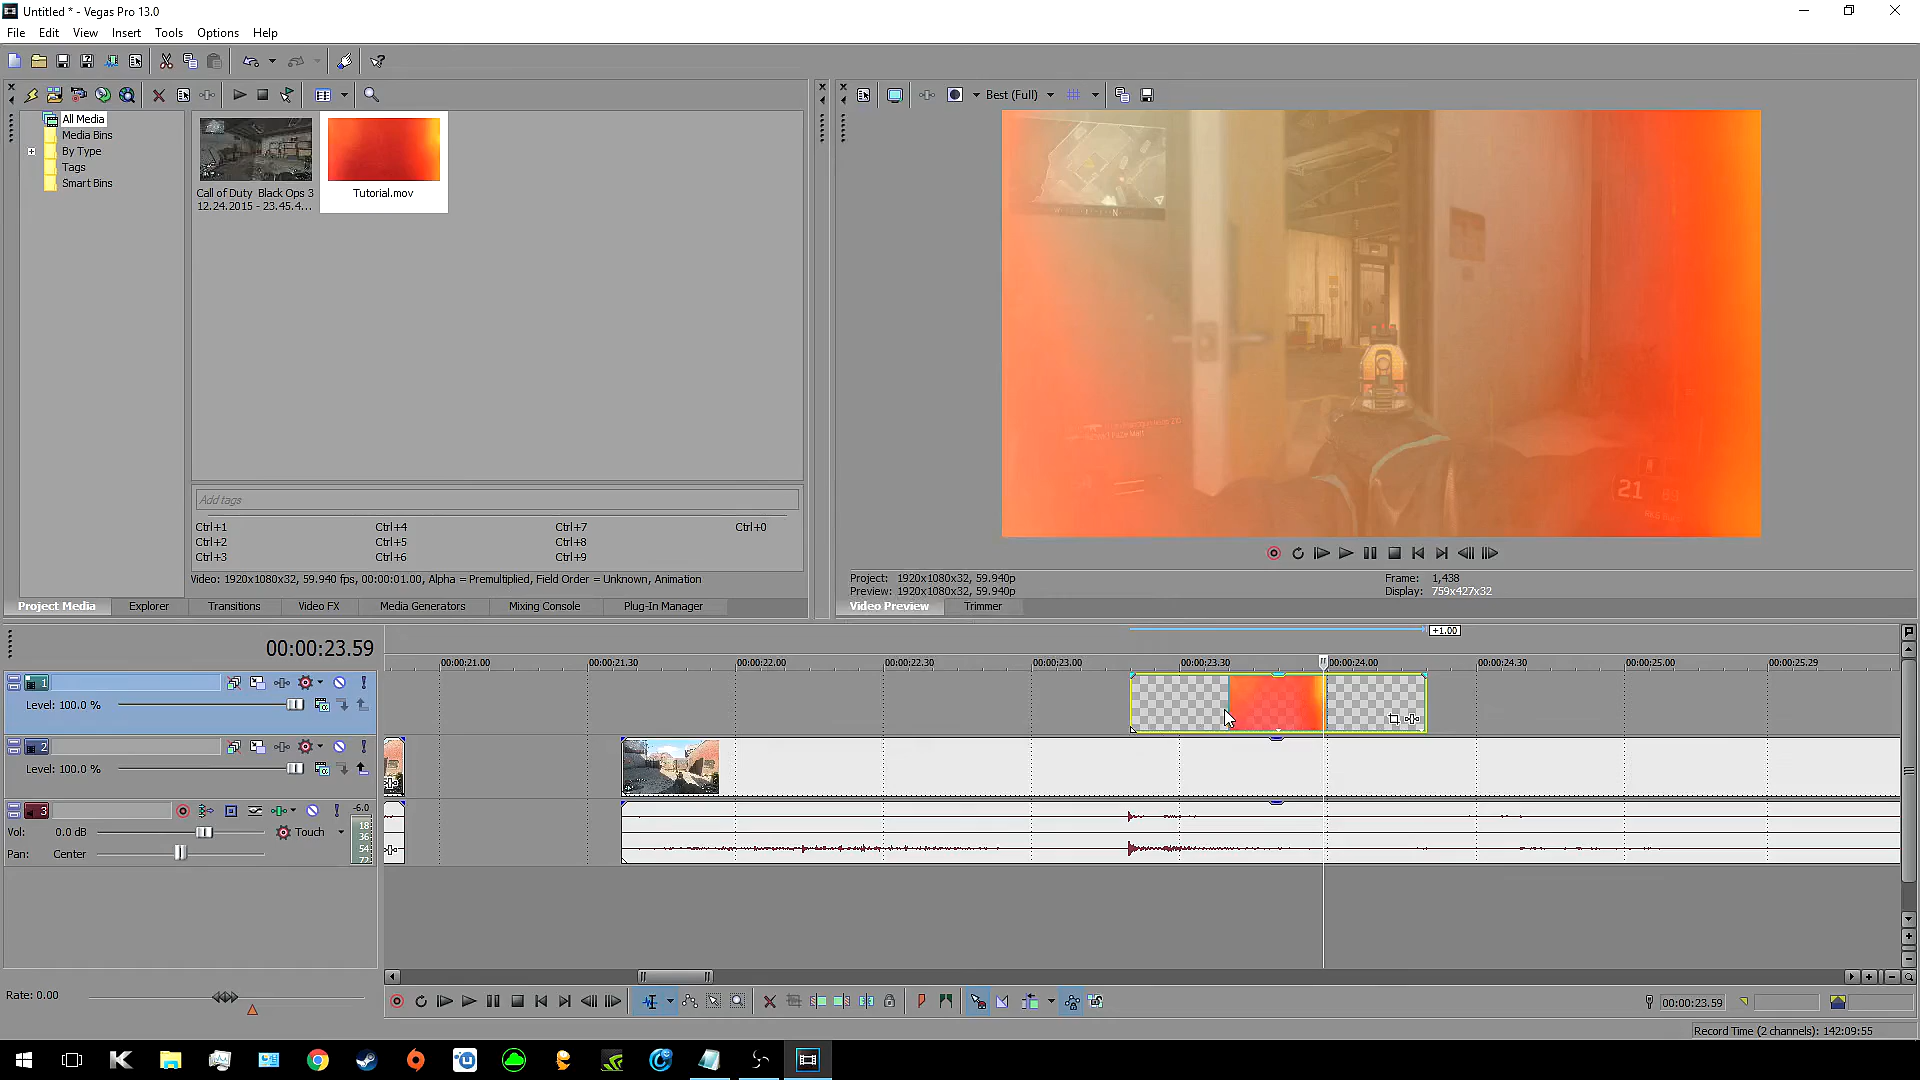 Untitled * - Vegas Pro 13.0
File Edit View Insert Tools Options Help
Best (Full)
All Media
Media Bins
By Type
Tags
Smart Bins
Call of Duty Black Ops 3
12.24.2015 - 23.45.4...
Tutorial.mov
Add tags
Ctrl+1 Ctrl+4 Ctrl+7 Ctrl+0
Ctrl+2 Ctrl+5 Ctrl+8
Ctrl+3 Ctrl+6 Ctrl+9
Video: 1920x1080x32, 59.940 fps, 00:00:01.00, Alpha = Premultiplied, Field Order = Unknown, Animation
Project Media Explorer Transitions Video FX Media Generators Mixing Console Plug-In Manager
21
Project: 1920x1080x32, 59.940p Frame: 1,438
Preview: 1920x1080x32, 59.940p Display: 759x427x32
Video Preview Trimmer
00:00:23.59
+1.00
00:00:21.00 00:00:21.30 00:00:22.00 00:00:22.30 00:00:23.00 00:00:23.30 00:00:24.00 00:00:24.30 00:00:25.00 00:00:25.29
1
Level: 100.0 %
2
Level: 100.0 %
3
-6.0
Vol: 0.0 dB Touch
18
36
54
72
Pan: Center
Rate: 0.00
00:00:23.59
Record Time (2 channels): 142:09:55